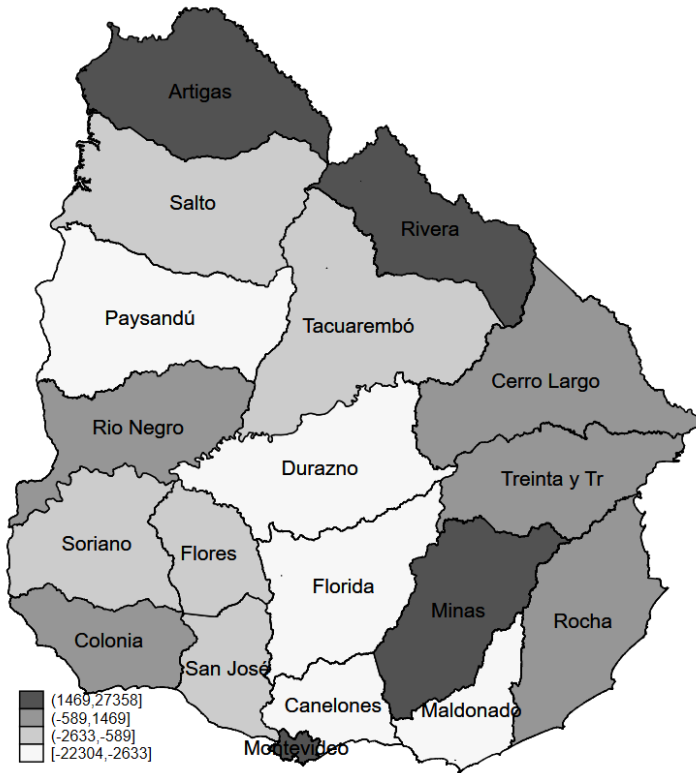 Artigas
Salto
Rivera
Paysandú
Tacuarembó
Cerro Largo
Rio Negro
Durazno
Treinta y Tr
Soriano
Flores
Florida
Minas
Rocha
Colonia
San José
Canelones
Maldonado
Montevideo
(1469,27358]
(-589,1469]
(-2633,-589]
[-22304,-2633]